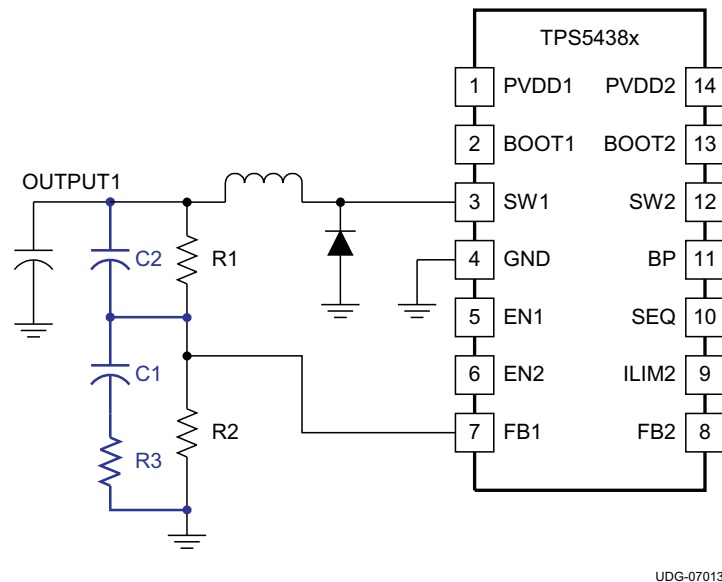 TPS5438x
1 PVDD1 PVDD2 14
2 BOOT1 BOOT2 13
OUTPUT1
3 SW1 SW2 12
C2
R1
4 GND BP 11
5 EN1 SEQ 10
C1
6 EN2 ILIM2 9
R2
7 FB1 FB2 8
R3
UDG-07013